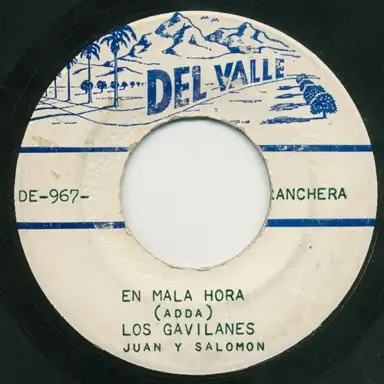 DEL VALLE
DE-967- RANCHERA
EN MALA HORA
(ADDA)
LOS GAVILANES
JUAN Y SALOMON